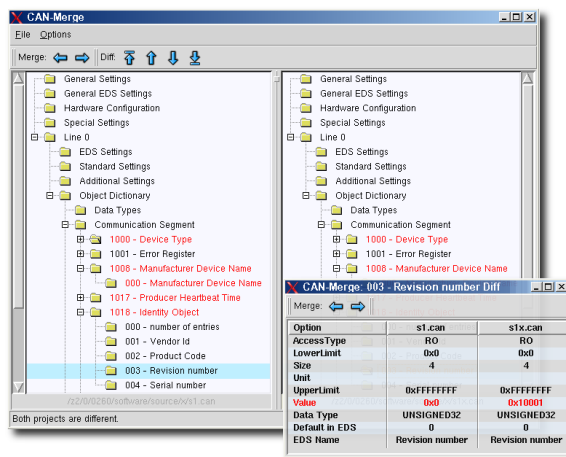 CAN-Merge
File Options
Merge: Diff:
General Settings
General EDS Settings
Hardware Configuration
Special Settings
Line 0
EDS Settings
Standard Settings
Additional Settings
Object Dictionary
Data Types
Communication Segment
1000 - Device Type
1001 - Error Register
1008 - Manufacturer Device Name
000 - Manufacturer Device Name
1017 - Producer Heartbeat Time
1018 - Identity Object
000 - number of entries
001 - Vendor Id
002 - Product Code
003 - Revision number
004 - Serial number
/rz2/0/0260/software/source/xys1.can
Both projects are different.
General Settings
General EDS Settings
Hardware Configuration
Special Settings
Line 0
EDS Settings
Standard Settings
Additional Settings
Object Dictionary
Data Types
Communication Segment
1000 - Device Type
1001 - Error Register
1008 - Manufacturer Device Name
CAN-Merge: 003 - Revision number Diff
Merge:
Option s1.can s1x.can
AccessType RO RO
LowerLimit 0x0 0x0
Size 4 4
Unit
UpperLimit 0xFFFFFFFF 0xFFFFFFFF
Value 0x0 0x10001
Data Type UNSIGNED32 UNSIGNED32
Default in EDS 0 0
EDS Name Revision number Revision number